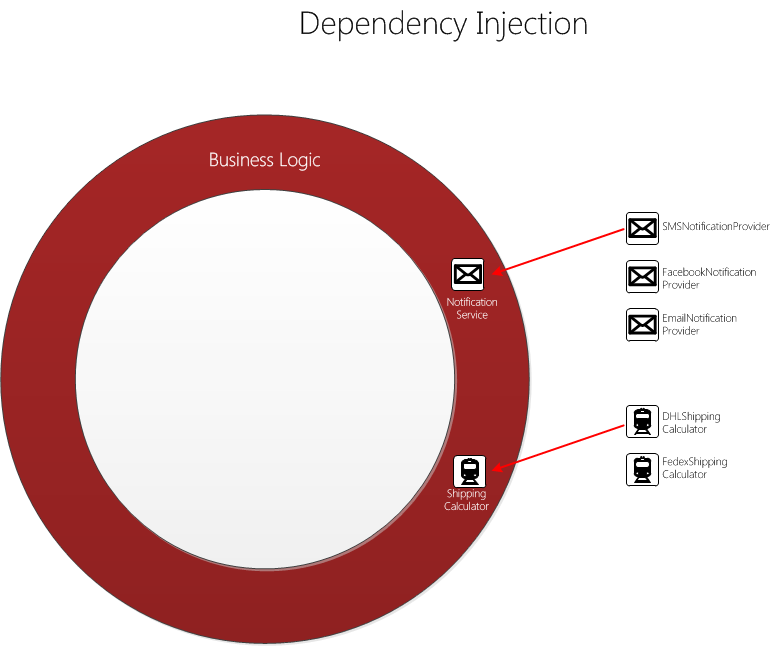 Dependency Injection
Business Logic
Notification
Service
Shipping
Calculator
SMSNotificationProvider
FacebookNotification
Provider
EmailNotification
Provider
DHLShipping
Calculator
FedexShipping
Calculator